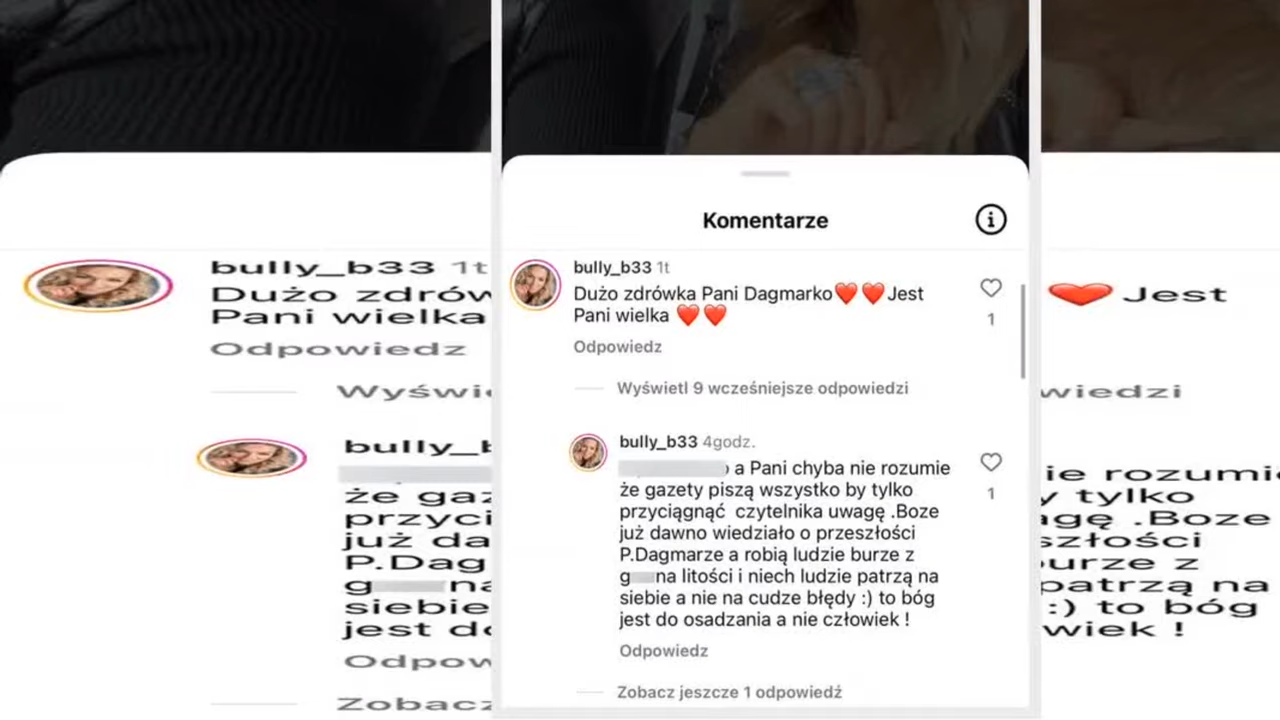 Komentarze
bully_b33 1t
Dużo zdrówka Pani Dagmarko❤️❤️Jest
Pani wielka ❤️❤️
1
Odpowiedz
Wyświetl 9 wcześniejsze odpowiedzi
bully_b33 4godz.
a Pani chyba nie rozumie
że gazety piszą wszystko by tylko
1
przyciągnąć czytelnika uwagę .Boze
już dawno wiedziało o przeszłości
P.Dagmarze a robią ludzie burze z
g na litości i niech ludzie patrzą na
siebie a nie na cudze błędy :) to bóg
jest do osadzania a nie człowiek !
Odpowiedz
Zobacz jeszcze 1 odpowiedź